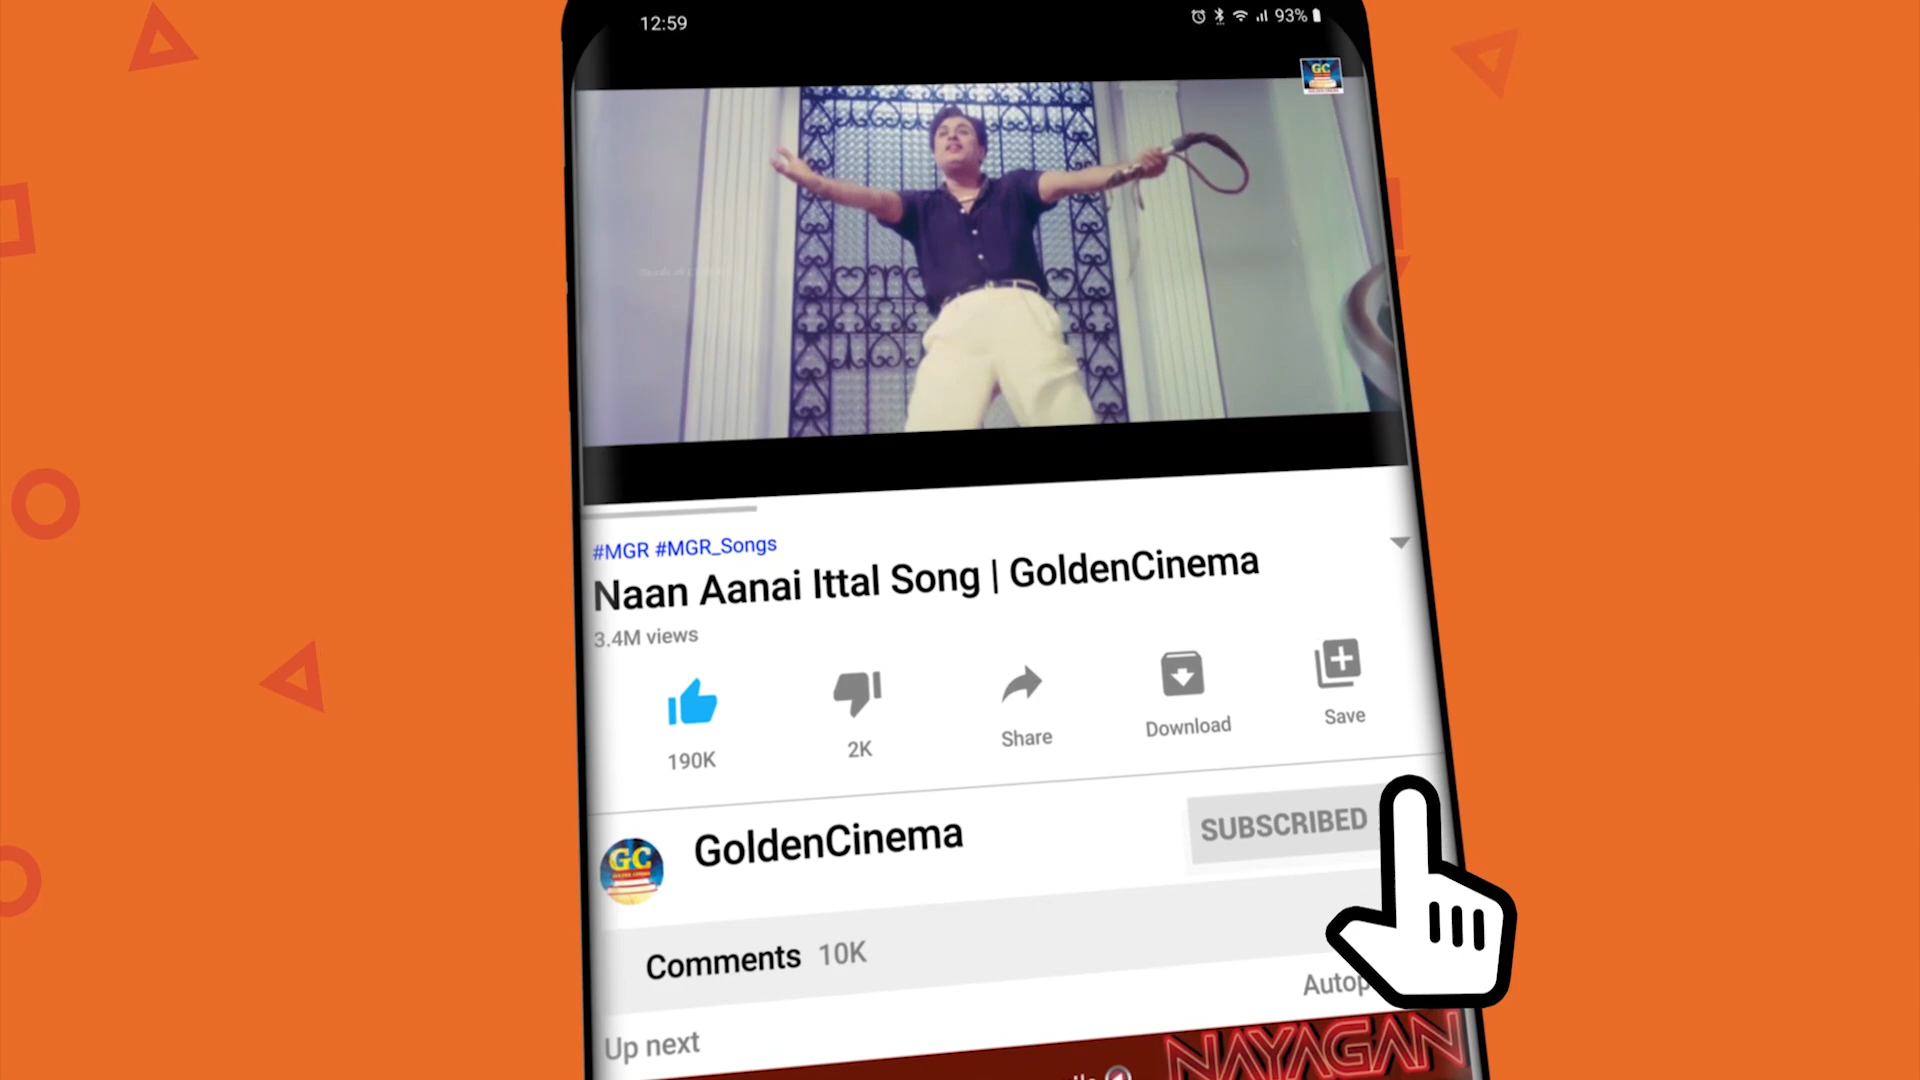 12:59
93%
GC
#MGR #MGR_Songs
Naan Aanai Ittal Song | GoldenCinema
3.4M views
190K
2K
Share
Download
Save
GC
GoldenCinema
SUBSCRIBED
Comments 10K
Up next
NAYAGAN